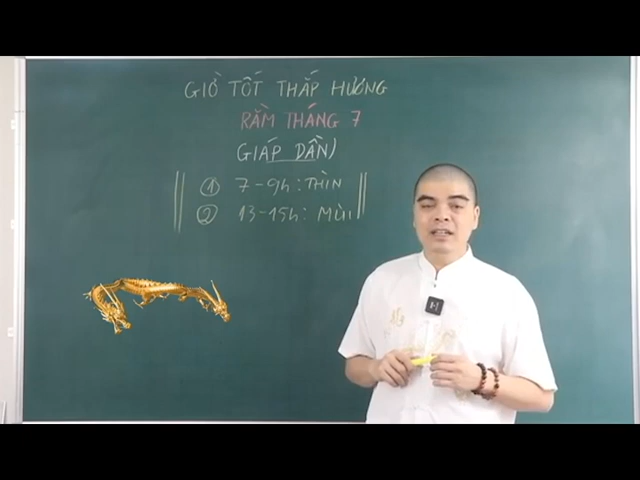 GIỜ TỐT THẮP HƯƠNG
RẰM THÁNG 7
GIÁP DẦN)
① 7-9h: THÌN
② 13-15h: MÙI